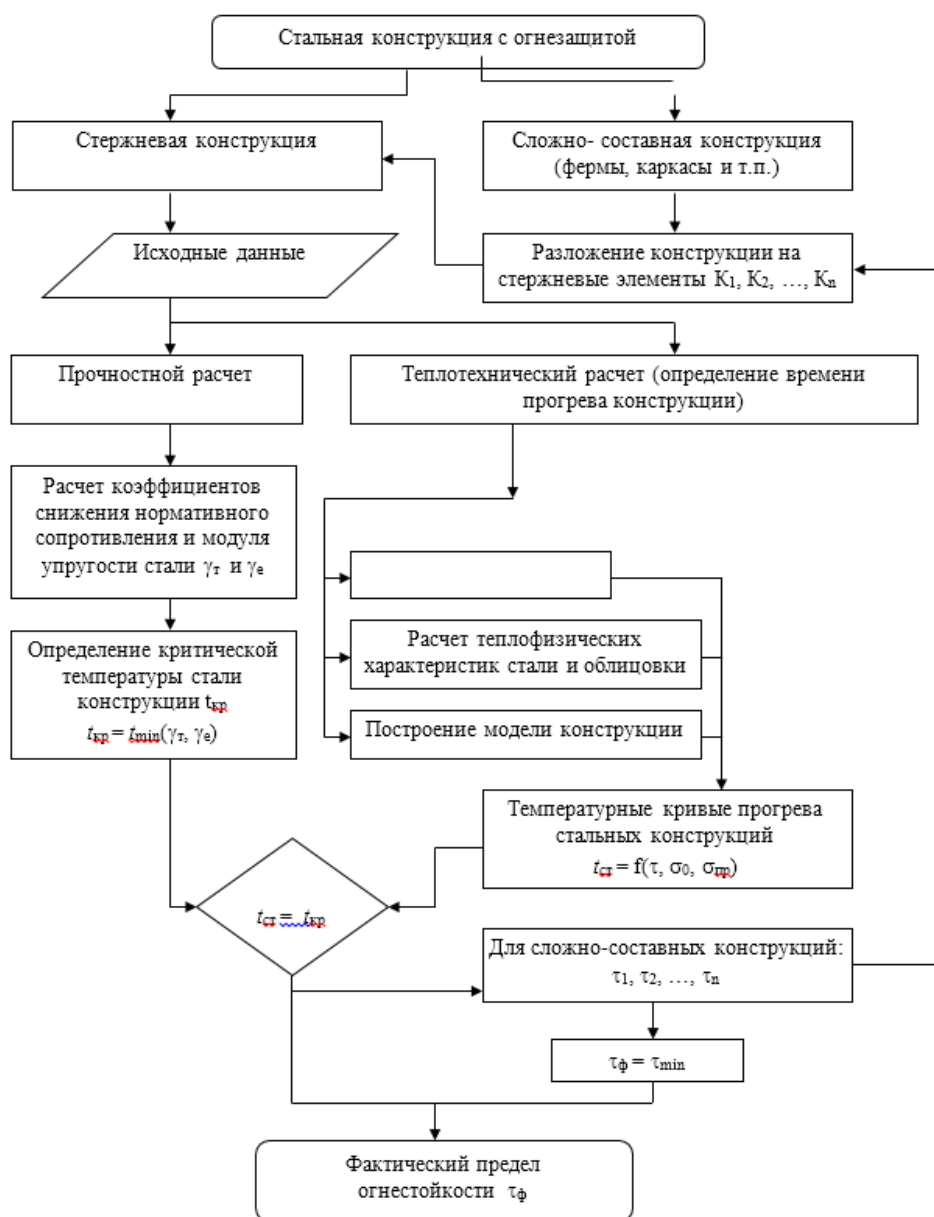 Стальная конструкция с огнезащитой
Стержневая конструкция
Сложно- составная конструкция
(фермы, каркасы и т.п.)
Исходные данные
Разложение конструкции на
стержневые элементы К₁, К₂, …, Кₙ
Прочностной расчет
Теплотехнический расчет (определение времени
прогрева конструкции)
Расчет коэффициентов
снижения нормативного
сопротивления и модуля
упругости стали γт и γе
Расчет теплофизических
характеристик стали и облицовки
Определение критической
температуры стали
конструкции tкр
tкр = tmin(γт, γе)
Построение модели конструкции
Температурные кривые прогрева
стальных конструкций
tст = f(τ, σ₀, σпр)
tст = tкр
Для сложно-составных конструкций:
τ₁, τ₂, …, τₙ
τф = τmin
Фактический предел
огнестойкости τф